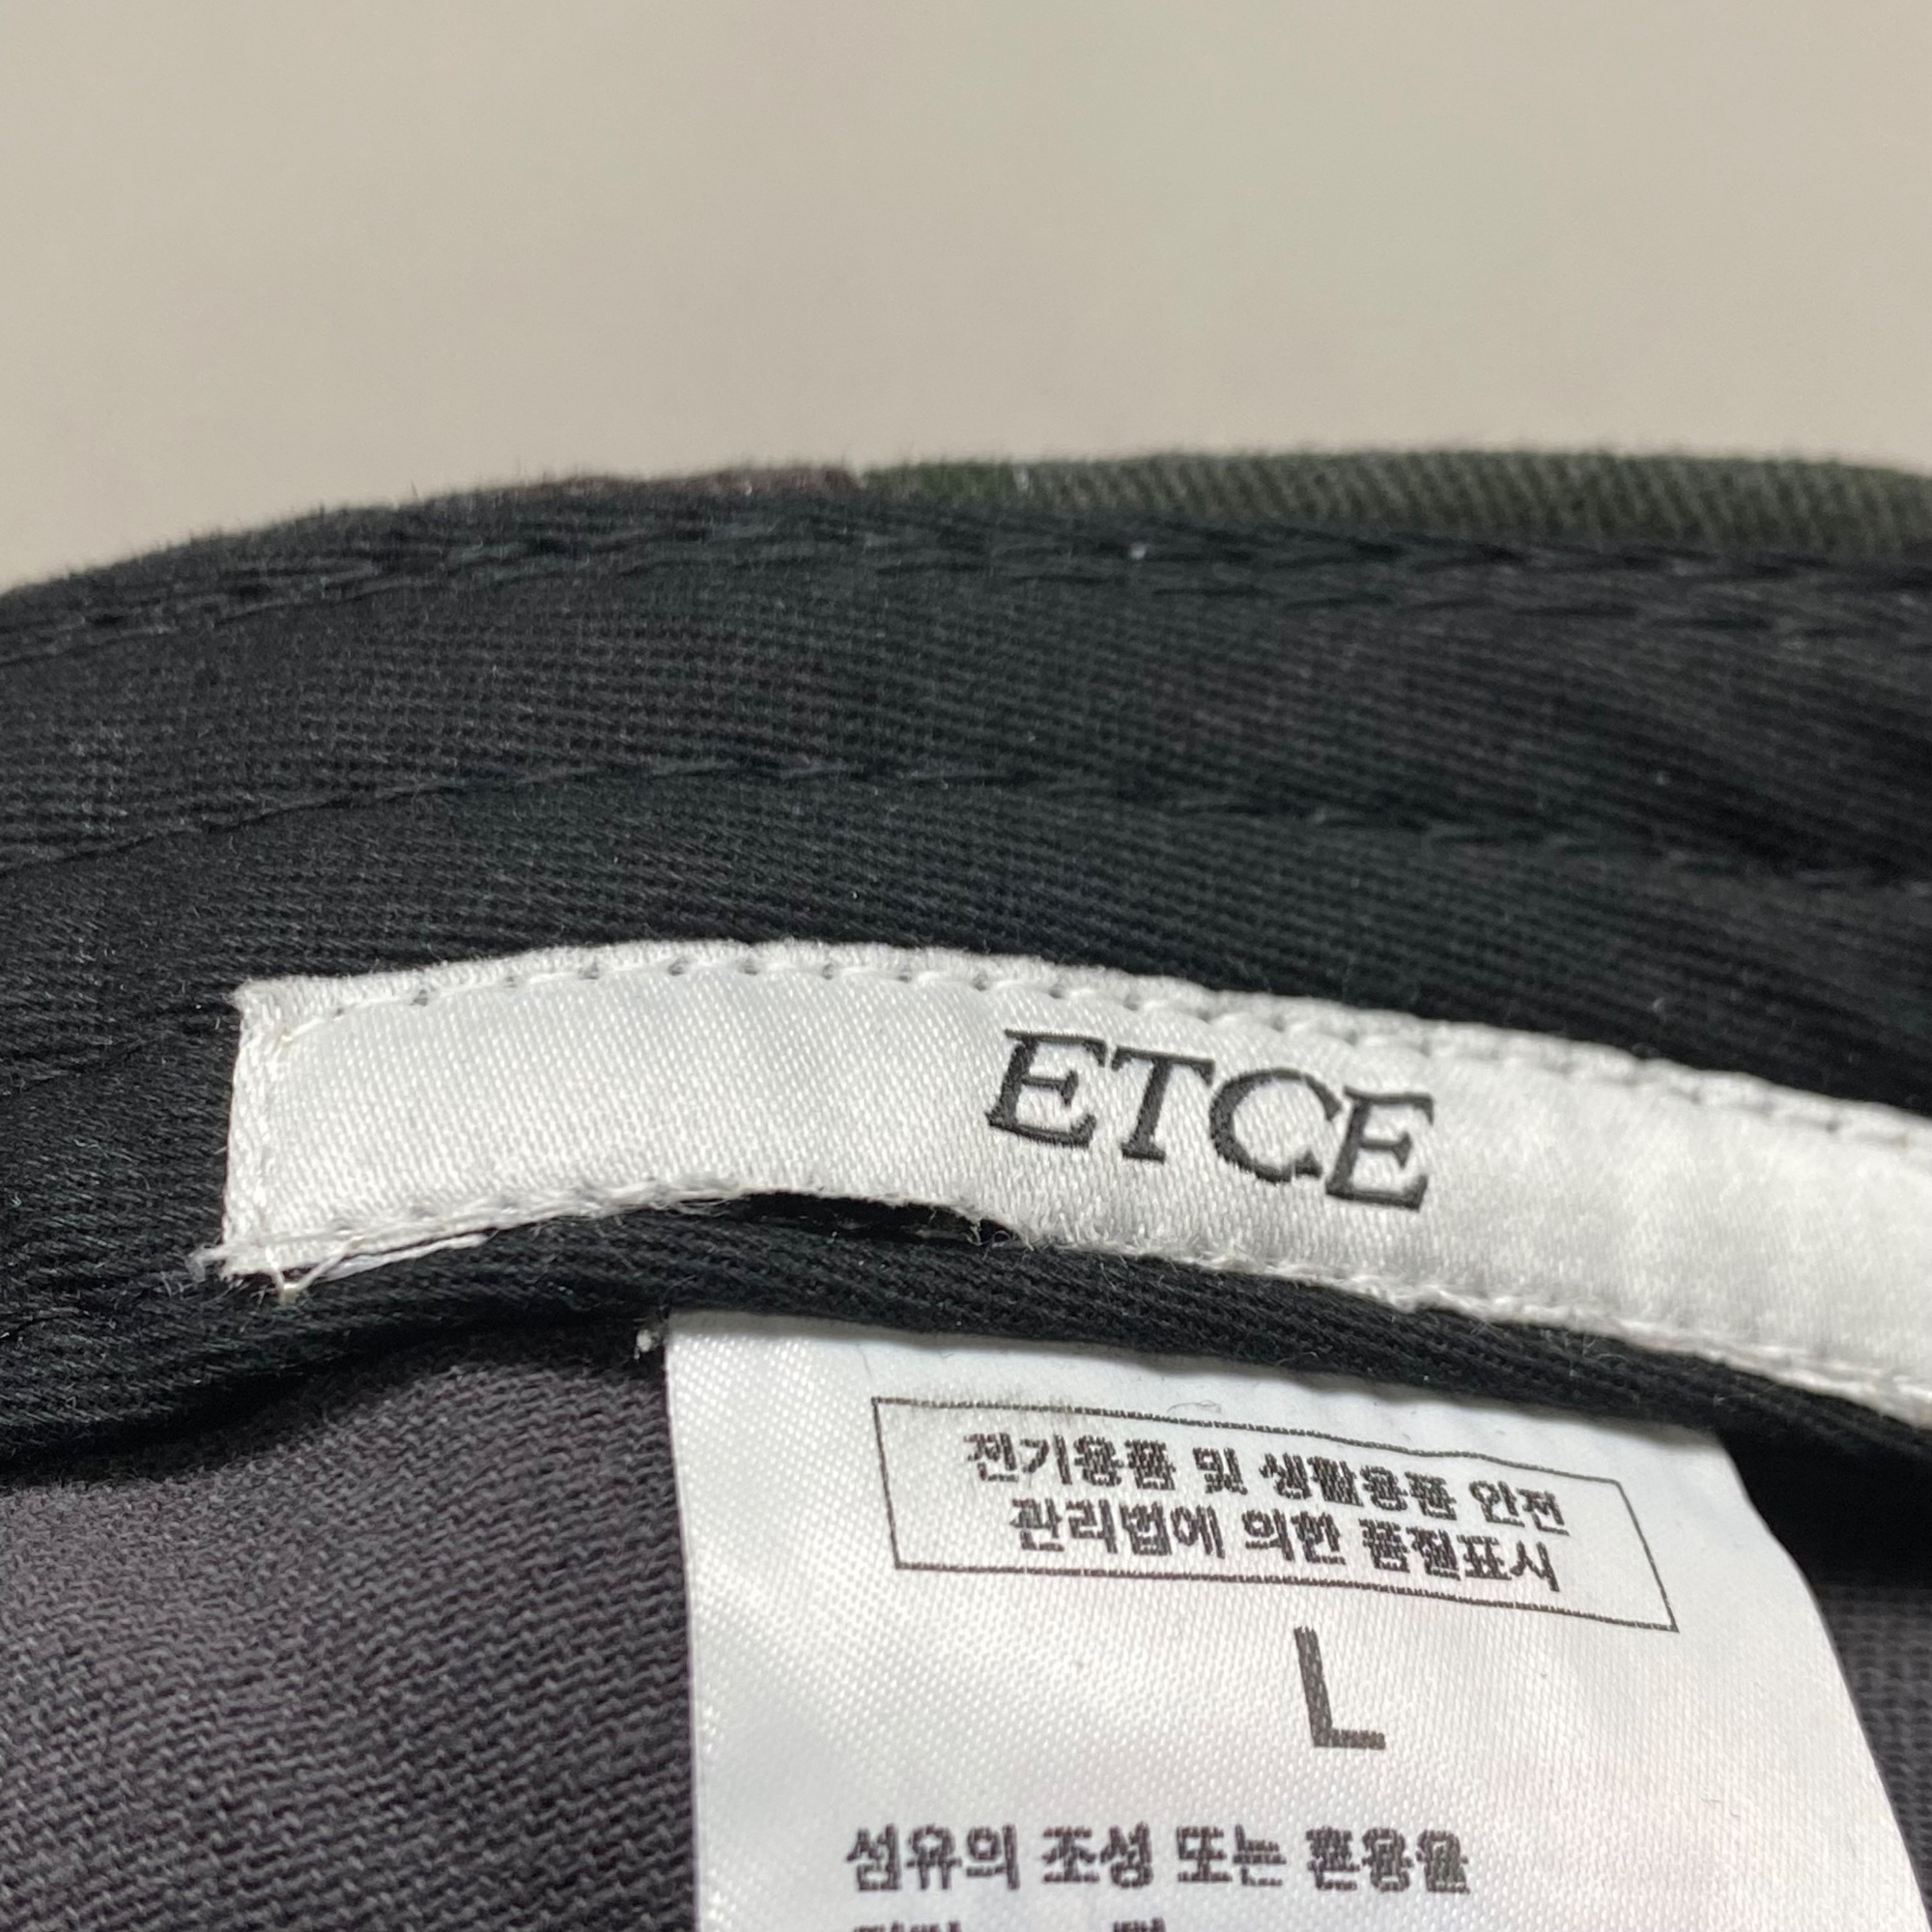 ETCE
전기용품 및 생활용품 안전
관리법에 의한 품질표시
L
섬유의 조성 또는 혼용율